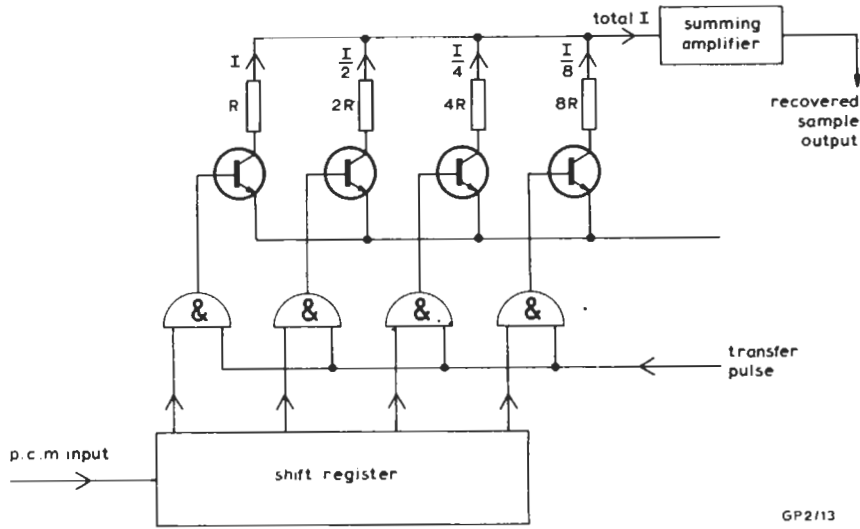 total I
summing
amplifier
I
I/2
I/4
I/8
R
2R
4R
8R
recovered
sample
output
&
&
&
&
transfer
pulse
p.c.m input
shift register
GP2/13